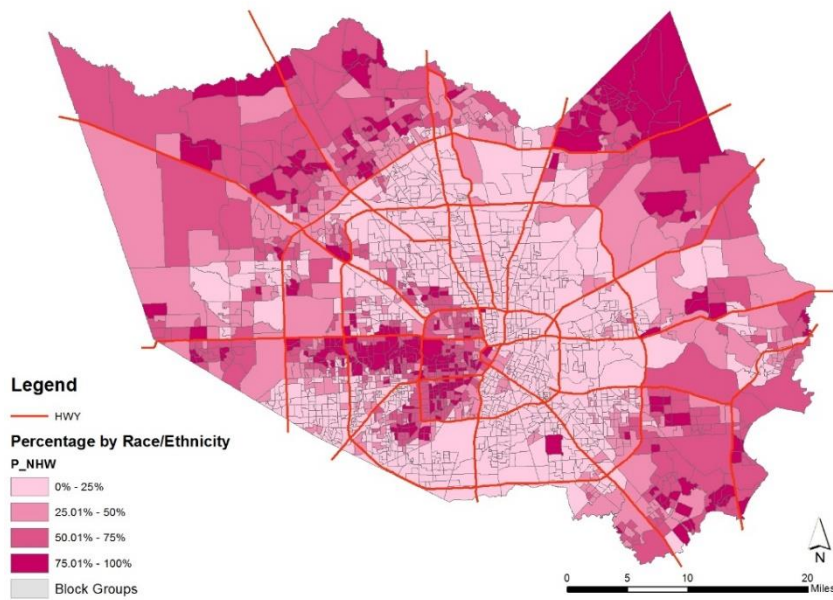 Legend
HWY
Percentage by Race/Ethnicity
P_NHW
0% - 25%
25.01% - 50%
50.01% - 75%
75.01% - 100%
Block Groups
N
0 5 10 20
Miles